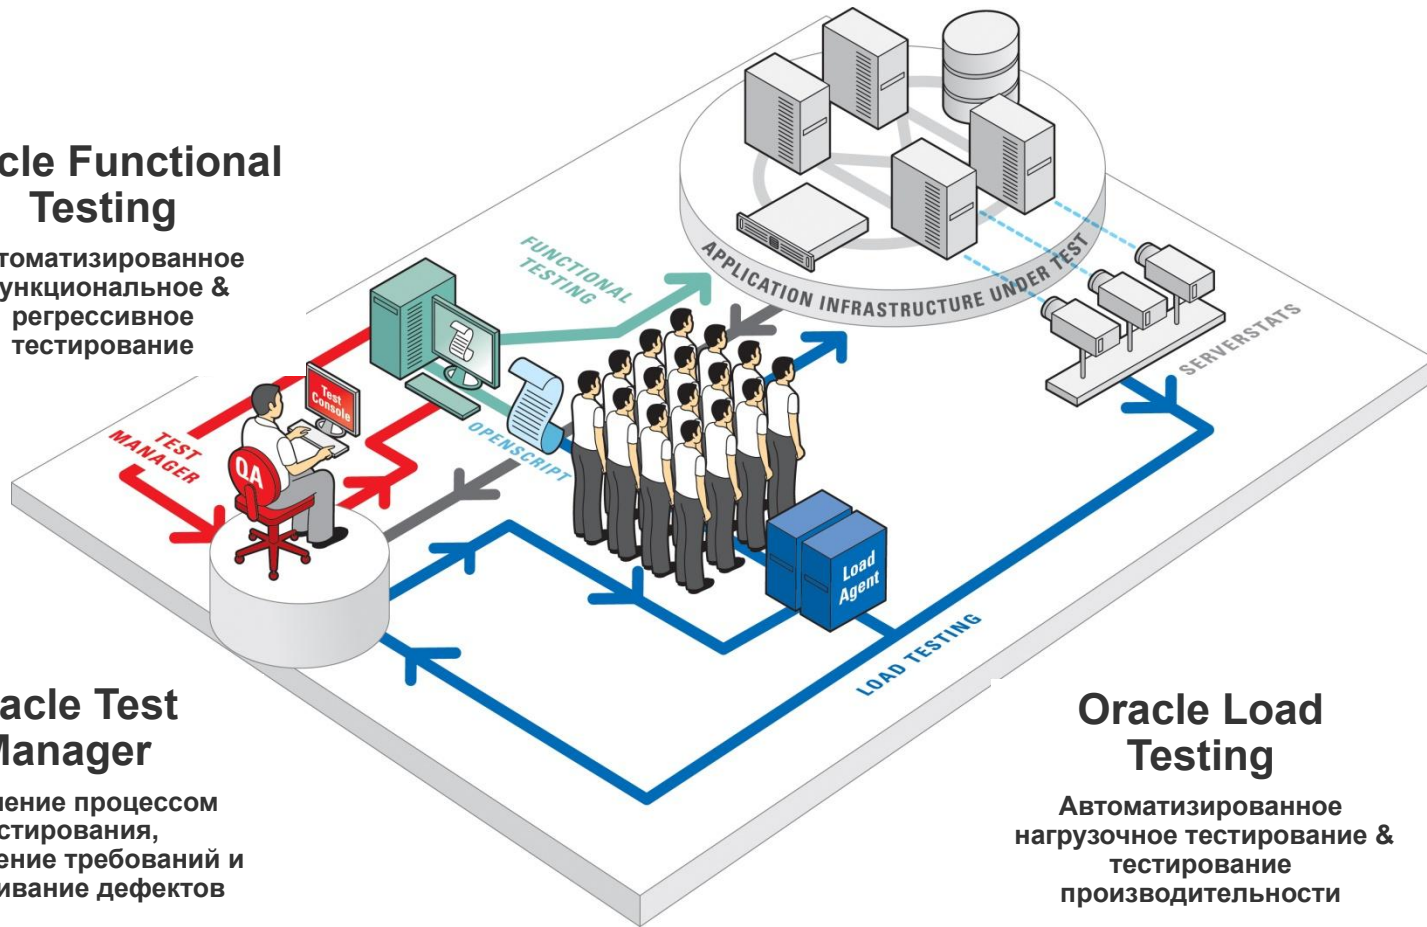 cle Functional
Testing
томатизированное
ункциональное &
регрессивное
тестирование
FUNCTIONAL
TESTING
APPLICATION INFRASTRUCTURE UNDER TEST
SERVERSTATS
Test
Console
TEST
MANAGER
QA
OPENSCRIPT
Load
Agent
LOAD TESTING
acle Test
Manager
ление процессом
стирования,
ение требований и
ивание дефектов
Oracle Load
Testing
Автоматизированное
нагрузочное тестирование &
тестирование
производительности